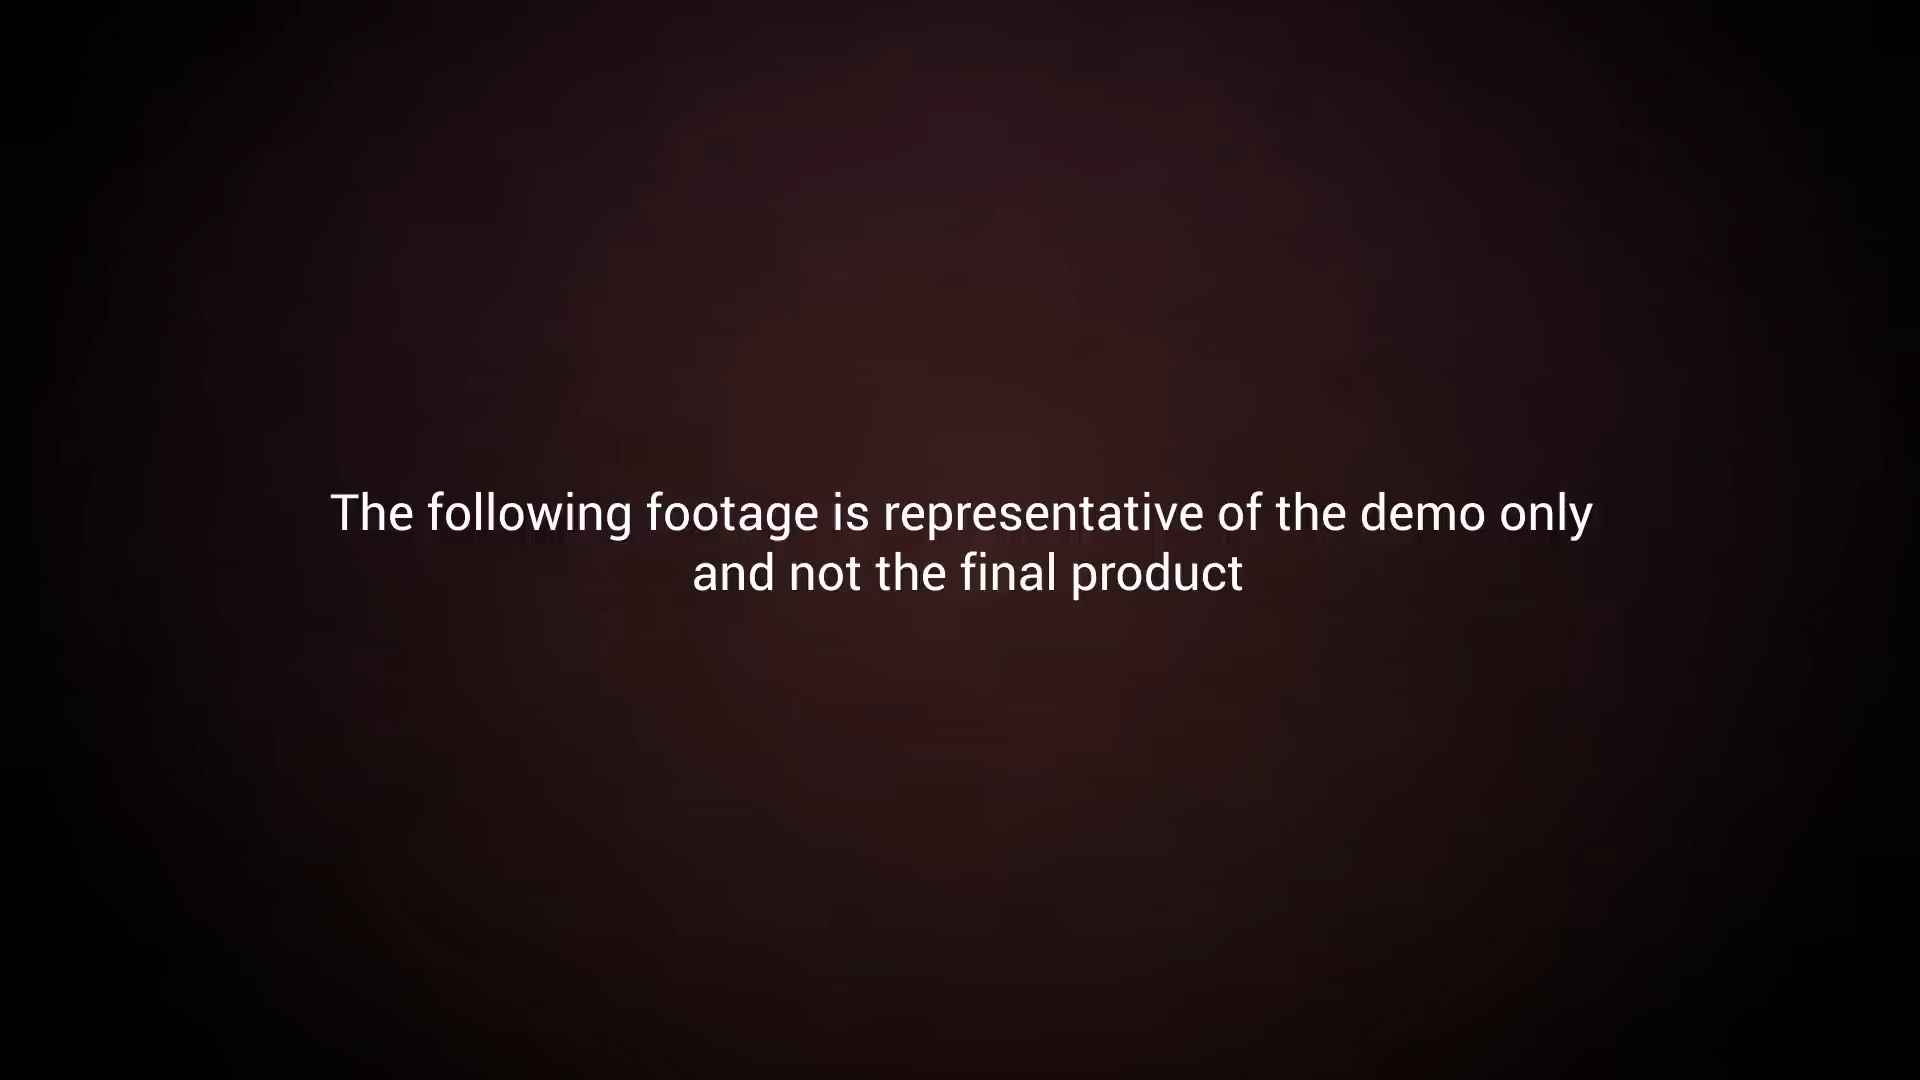 The following footage is representative of the demo only
and not the final product